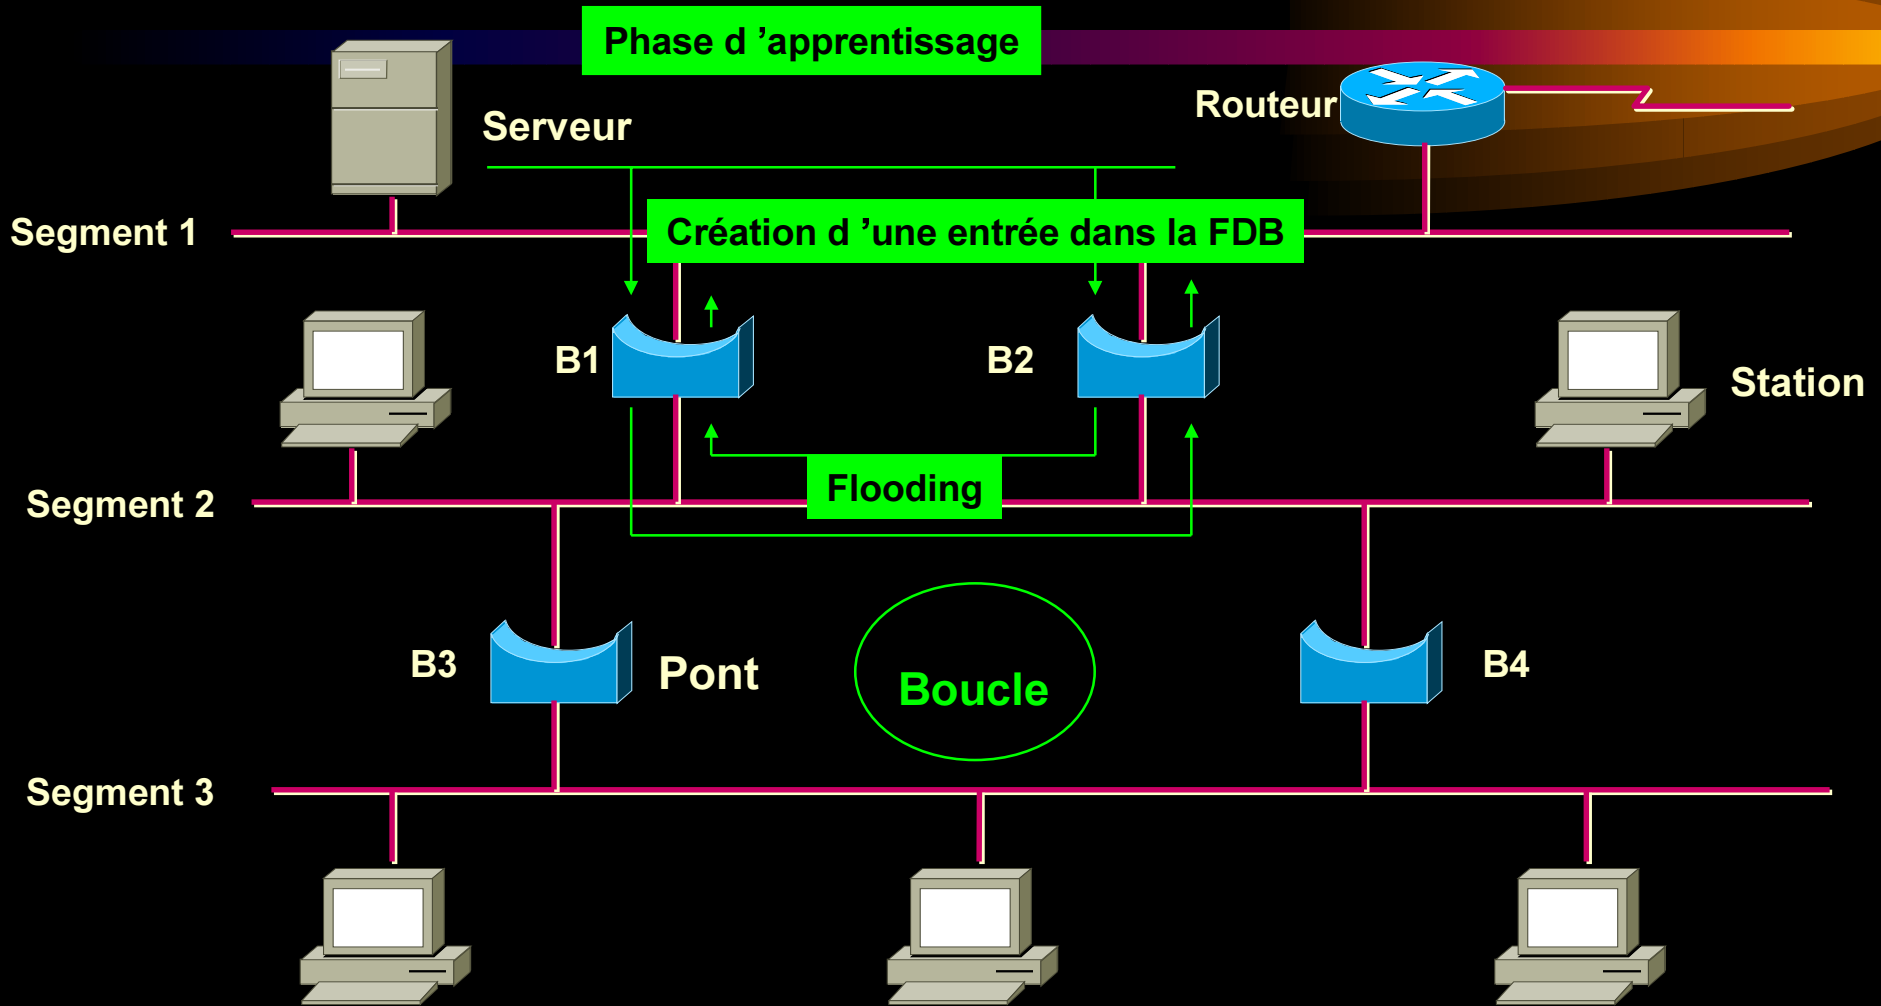 Phase d ’apprentissage
Routeur
Serveur
Segment 1
Création d ’une entrée dans la FDB
B1
B2
Station
Flooding
Segment 2
B3
Pont
Boucle
B4
Segment 3